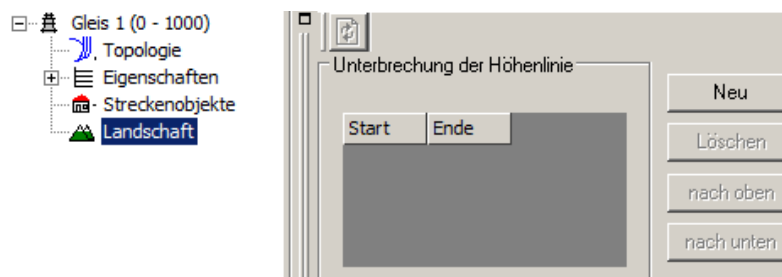 Gleis 1 (0 - 1000)
Topologie
Eigenschaften
Streckenobjekte
Landschaft
Unterbrechung der Höhenlinie
Start Ende
Neu
Löschen
nach oben
nach unten